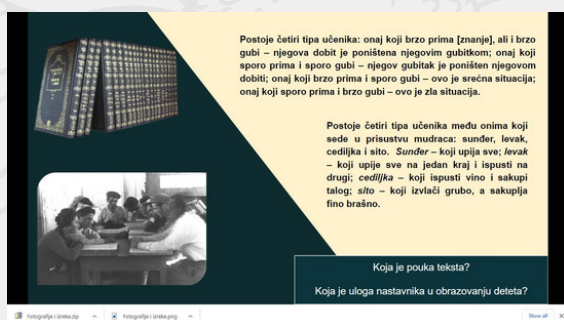 Postoje četiri tipa učenika: onaj koji brzo prima [znanje], ali i brzo
gubi – njegova dobit je poništena njegovim gubitkom; onaj koji
sporo prima i sporo gubi – njegov gubitak je poništen njegovom
dobiti; onaj koji brzo prima i sporo gubi – ovo je srećna situacija;
onaj koji sporo prima i brzo gubi – ovo je zla situacija.
Postoje četiri tipa učenika među onima koji
sede u prisustvu mudraca: sunđer, levak,
cediljka i sito. Sunđer – koji upija sve; levak
– koji upije sve na jedan kraj i ispusti na
drugi; cediljka – koji ispusti vino i sakupi
talog; sito – koji izvlači grubo, a sakuplja
fino brašno.
Koja je pouka teksta?
Koja je uloga nastavnika u obrazovanju deteta?
Fotografije i izreke.zip
Fotografije i izreke.png
Show all